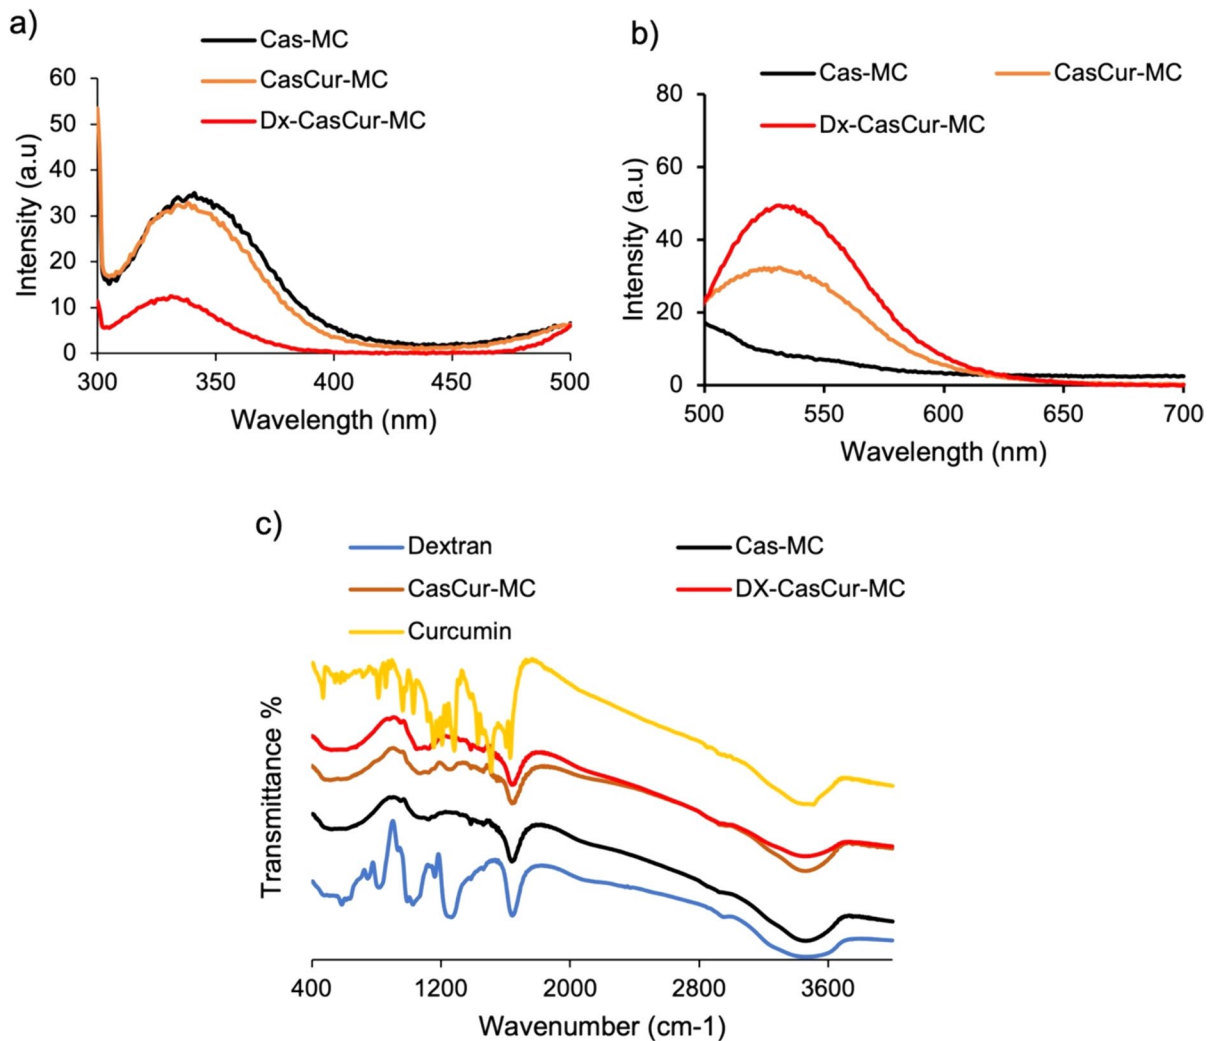 a)
Cas-MC
CasCur-MC
Dx-CasCur-MC
60
50
40
30
20
10
0
Intensity (a.u)
300 350 400 450 500
Wavelength (nm)
b)
Cas-MC CasCur-MC
Dx-CasCur-MC
80
60
40
20
0
Intensity (a.u)
500 550 600 650 700
Wavelength (nm)
c)
Dextran Cas-MC
CasCur-MC DX-CasCur-MC
Curcumin
Transmittance %
400 1200 2000 2800 3600
Wavenumber (cm-1)